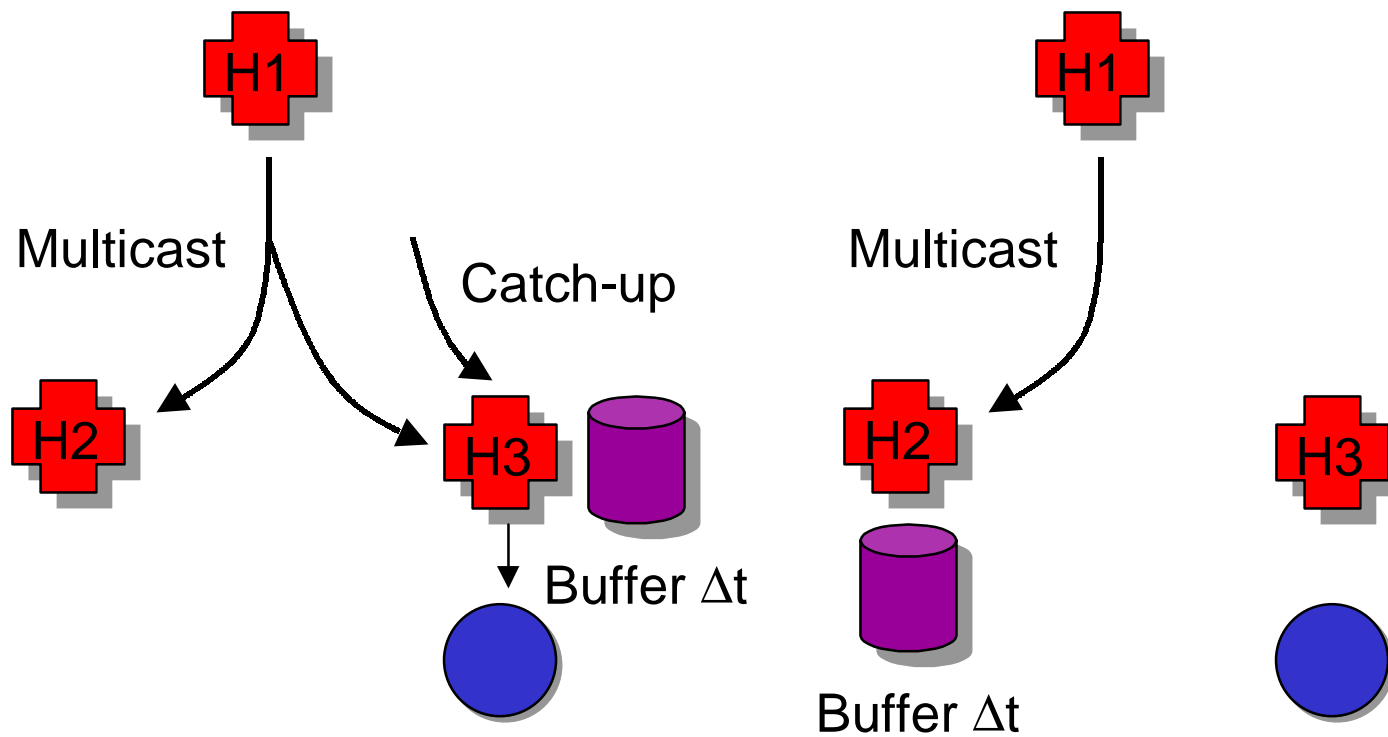 H1
Multicast
Catch-up
H2
H3
Buffer Δt
H1
Multicast
H2
H3
Buffer Δt